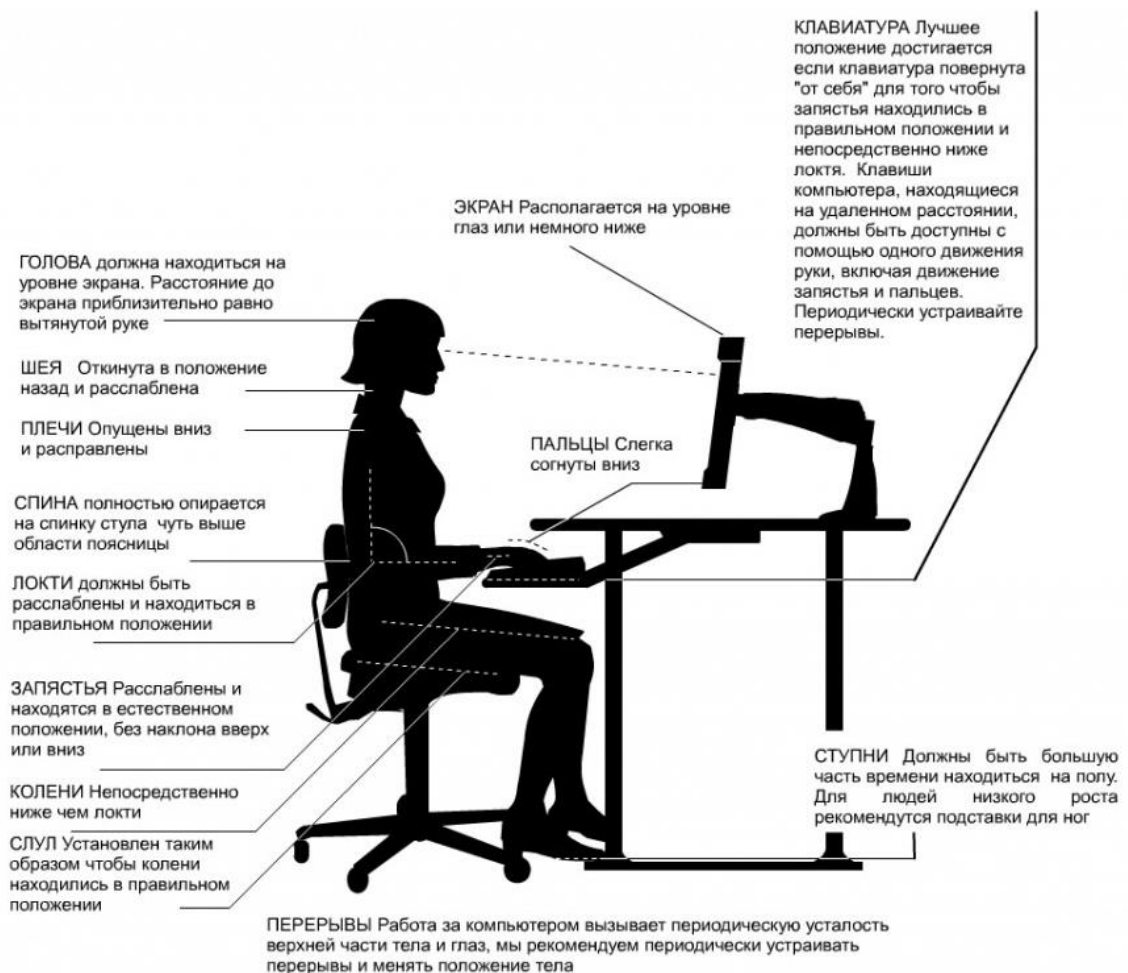 КЛАВИАТУРА Лучшее
положение достигается
если клавиатура повернута
"от себя" для того чтобы
запястья находились в
правильном положении и
непосредственно ниже
локтя. Клавиши
компьютера, находящиеся
на удаленном расстоянии,
должны быть доступны с
помощью одного движения
руки, включая движение
запястья и пальцев.
Периодически устраивайте
перерывы.
ЭКРАН Располагается на уровне
глаз или немного ниже
ГОЛОВА должна находиться на
уровне экрана. Расстояние до
экрана приблизительно равно
вытянутой руке
ШЕЯ Откинута в положение
назад и расслаблена
ПЛЕЧИ Опущены вниз
и расправлены
ПАЛЬЦЫ Слегка
согнуты вниз
СПИНА полностью опирается
на спинку стула чуть выше
области поясницы
ЛОКТИ должны быть
расслаблены и находиться в
правильном положении
ЗАПЯСТЬЯ Расслаблены и
находятся в естественном
положении, без наклона вверх
или вниз
КОЛЕНИ Непосредственно
ниже чем локти
СЛУЛ Установлен таким
образом чтобы колени
находились в правильном
положении
СТУПНИ Должны быть большую
часть времени находиться на полу.
Для людей низкого роста
рекомендутся подставки для ног
ПЕРЕРЫВЫ Работа за компьютером вызывает периодическую усталость
верхней части тела и глаз, мы рекомендуем периодически устраивать
перерывы и менять положение тела